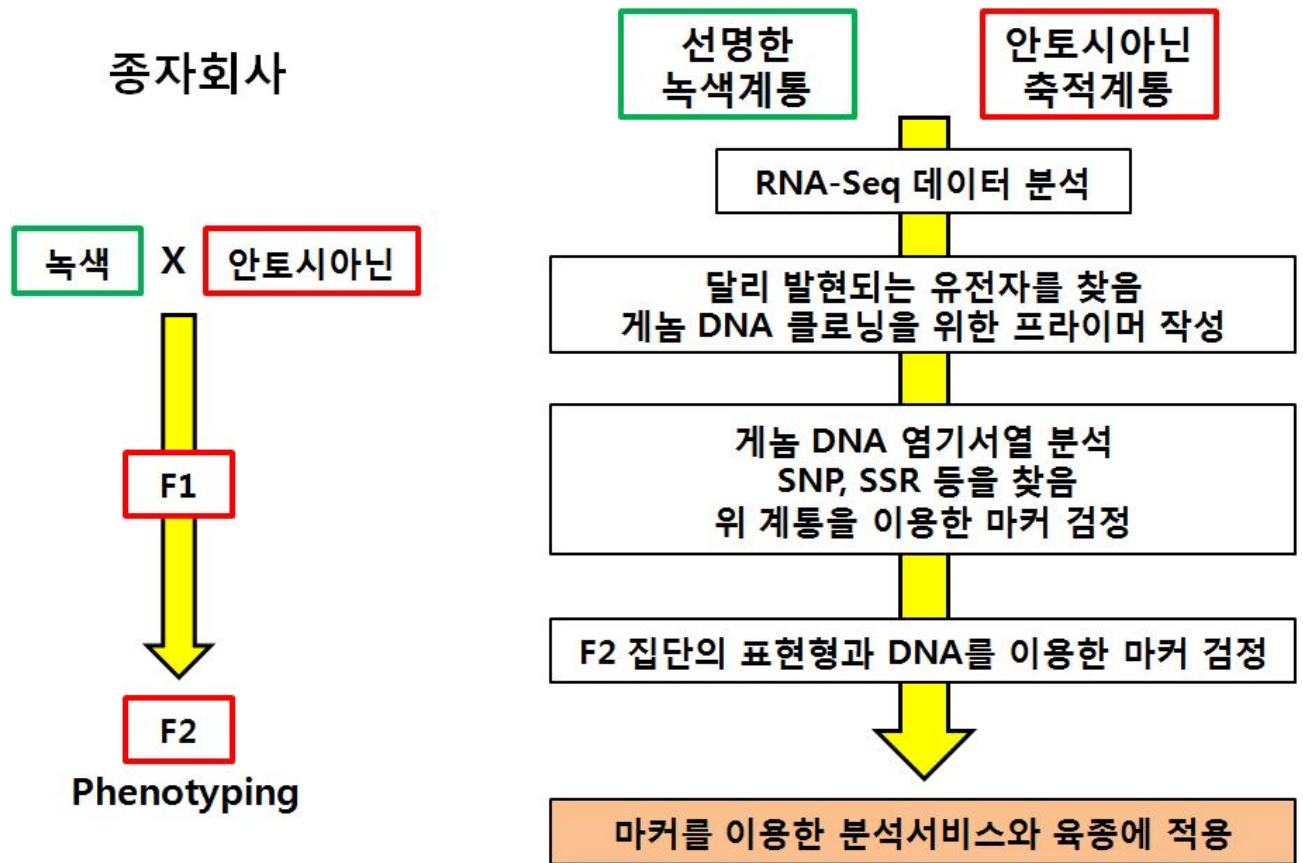 종자회사
녹색 X 안토시아닌
F1
F2
Phenotyping
선명한
녹색계통
안토시아닌
축적계통
RNA-Seq 데이터 분석
달리 발현되는 유전자를 찾음
게놈 DNA 클로닝을 위한 프라이머 작성
게놈 DNA 염기서열 분석
SNP, SSR 등을 찾음
위 계통을 이용한 마커 검정
F2 집단의 표현형과 DNA를 이용한 마커 검정
마커를 이용한 분석서비스와 육종에 적용